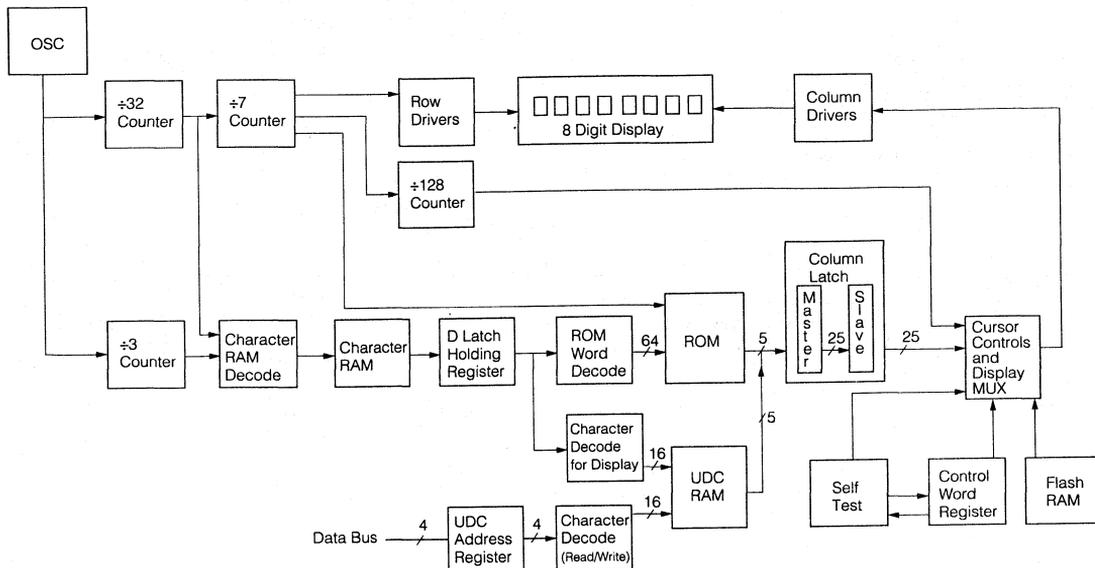 OSC
÷32
Counter
÷7
Counter
Row
Drivers
8 Digit Display
Column
Drivers
÷128
Counter
÷3
Counter
Character
RAM
Decode
Character
RAM
D Latch
Holding
Register
ROM
Word
Decode
64
ROM
5
Column
Latch
Master
25
Slave
25
Cursor
Controls
and
Display
MUX
5
Character
Decode
for Display
16
UDC
RAM
Self
Test
Control
Word
Register
Flash
RAM
Data Bus
4
UDC
Address
Register
4
Character
Decode
(Read/Write)
16